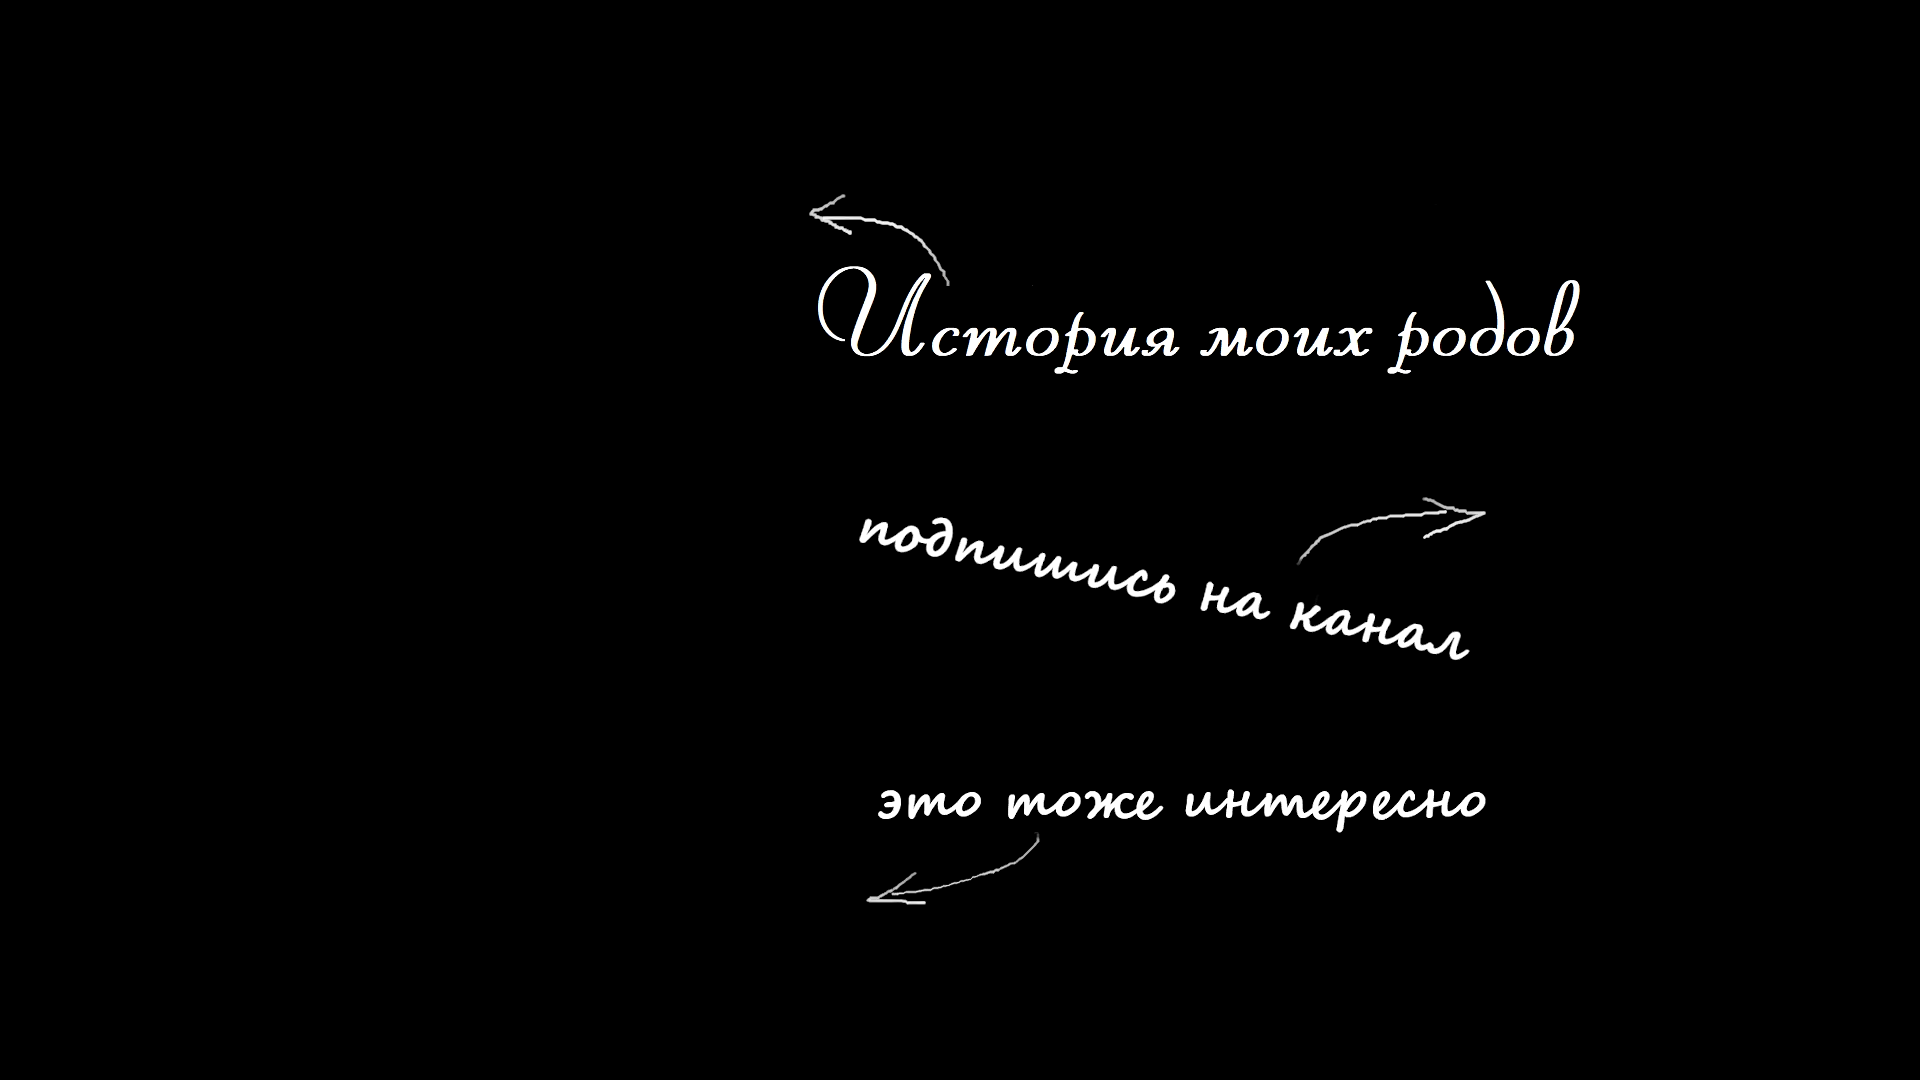 История моих родов
подпишись на канал
это тоже интересно